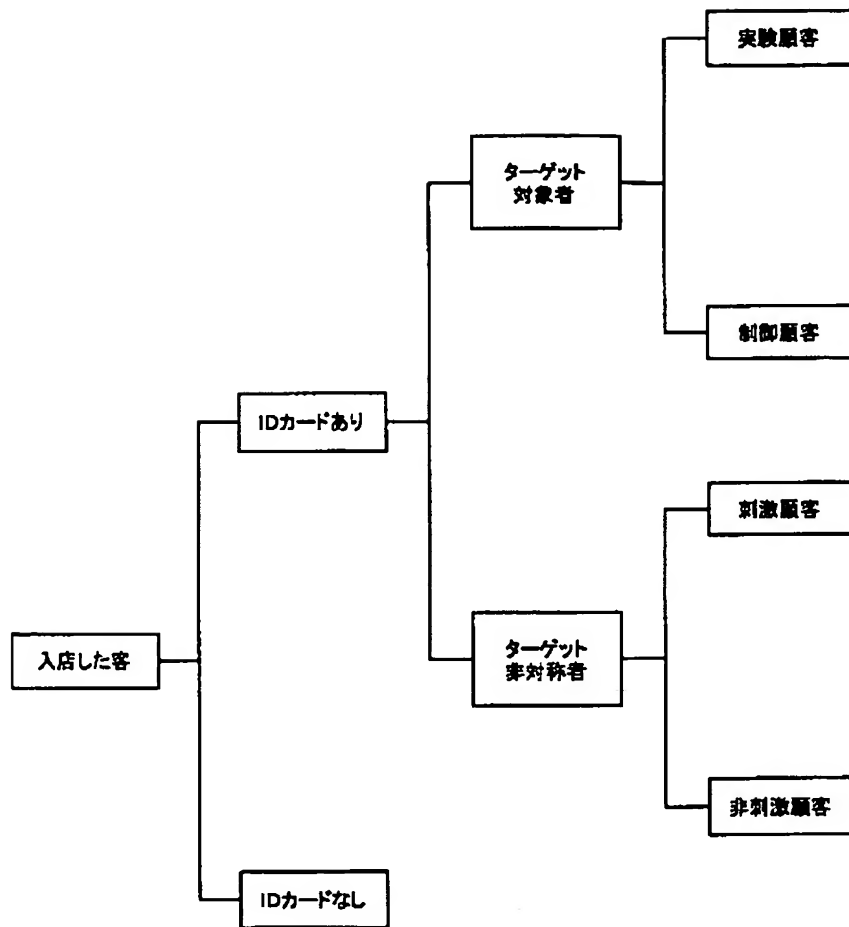 実験顧客
ターゲット
対象者
制御顧客
IDカードあり
刺激顧客
入店した客
ターゲット
非対称者
非刺激顧客
IDカードなし